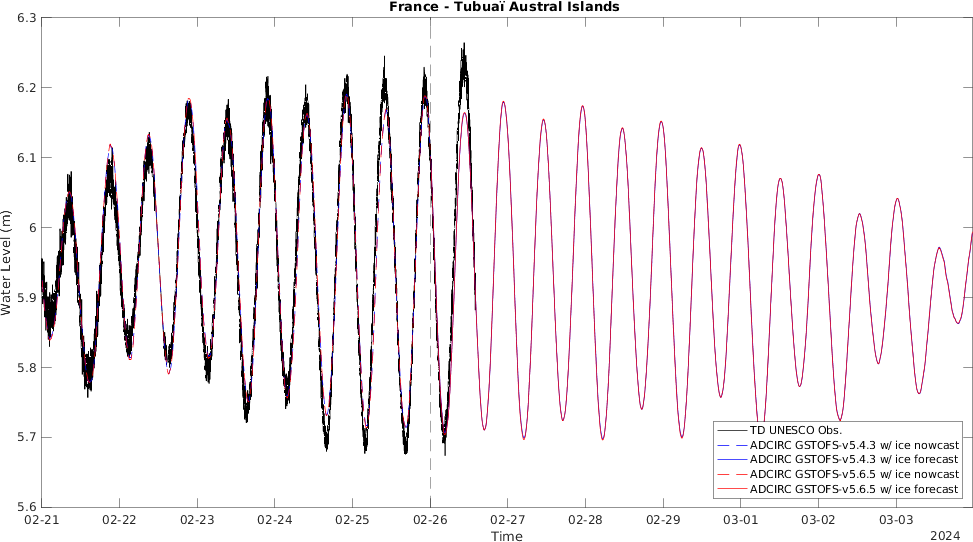 France - Tubuaï Austral Islands
6.3
6.2
6.1
6
5.9
5.8
5.7
5.6
Water Level (m)
TD UNESCO Obs.
ADCIRC GSTOFS-v5.4.3 w/ ice nowcast
ADCIRC GSTOFS-v5.4.3 w/ ice forecast
ADCIRC GSTOFS-v5.6.5 w/ ice nowcast
ADCIRC GSTOFS-v5.6.5 w/ ice forecast
02-21 02-22 02-23 02-24 02-25 02-26 02-27 02-28 02-29 03-01 03-02 03-03
Time
2024